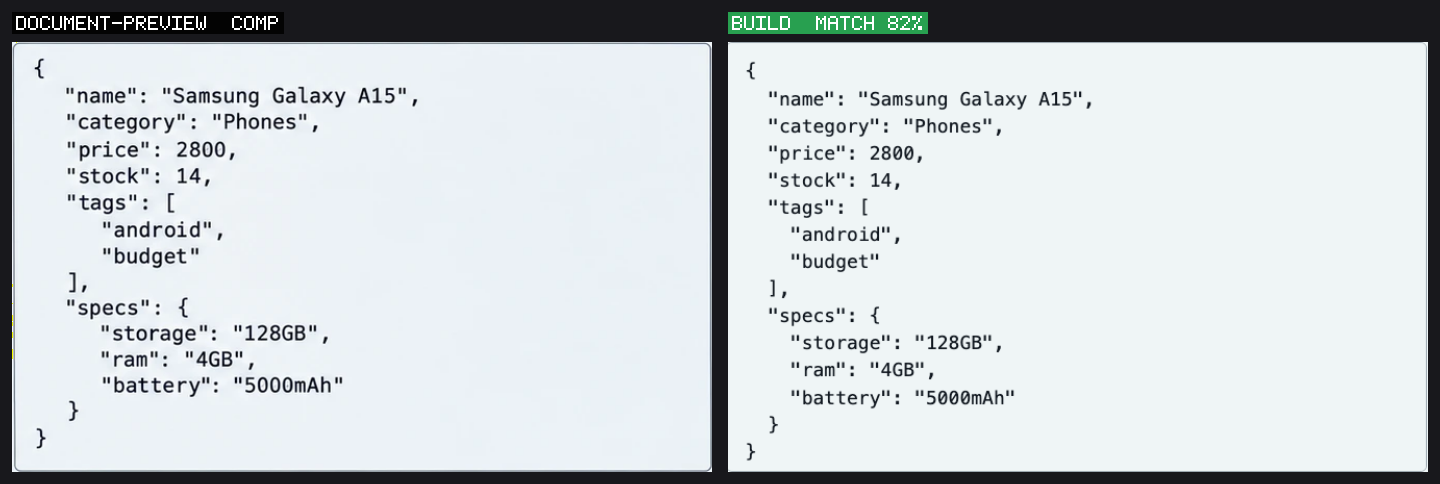 DOCUMENT-PREVIEW  COMP
{
"name": "Samsung Galaxy A15",
"category": "Phones",
"price": 2800,
"stock": 14,
"tags": [
"android",
"budget"
],
"specs": {
"storage": "128GB",
"ram": "4GB",
"battery": "5000mAh"
}
}
BUILD  MATCH 82%
{
"name": "Samsung Galaxy A15",
"category": "Phones",
"price": 2800,
"stock": 14,
"tags": [
"android",
"budget"
],
"specs": {
"storage": "128GB",
"ram": "4GB",
"battery": "5000mAh"
}
}